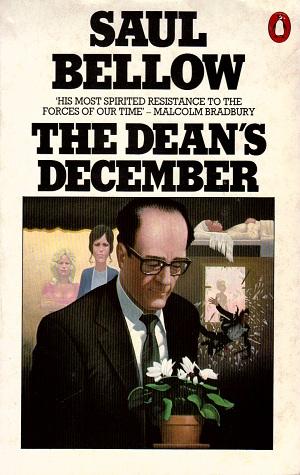 SAUL
BELLOW
'HIS MOST SPIRITED RESISTANCE TO THE
FORCES OF OUR TIME' – MALCOLM BRADBURY
THE DEAN'S
DECEMBER